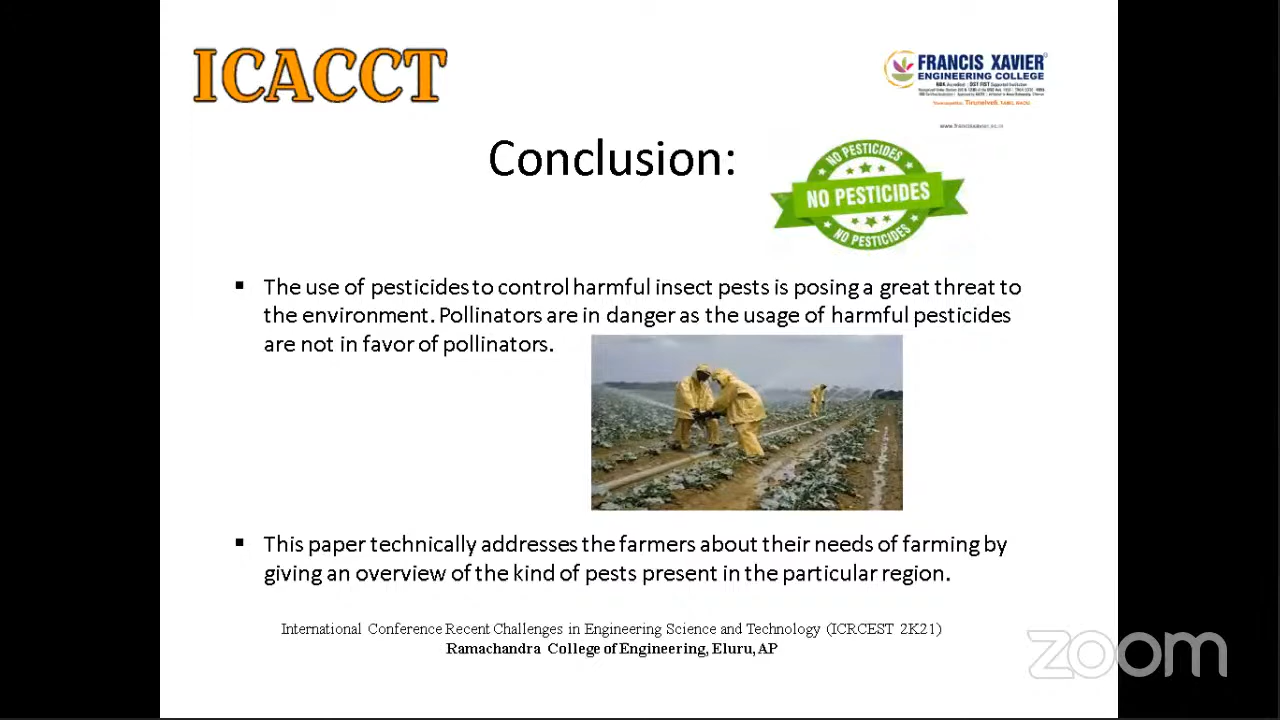 ICACCT
FRANCIS XAVIER
ENGINEERING COLLEGE
Conclusion:
NO PESTICIDES
NO PESTICIDES
NO PESTICIDES
▪ The use of pesticides to control harmful insect pests is posing a great threat to
the environment. Pollinators are in danger as the usage of harmful pesticides
are not in favor of pollinators.
▪ This paper technically addresses the farmers about their needs of farming by
giving an overview of the kind of pests present in the particular region.
International Conference Recent Challenges in Engineering Science and Technology (ICRCEST 2K21)
Ramachandra College of Engineering, Eluru, AP
zoom